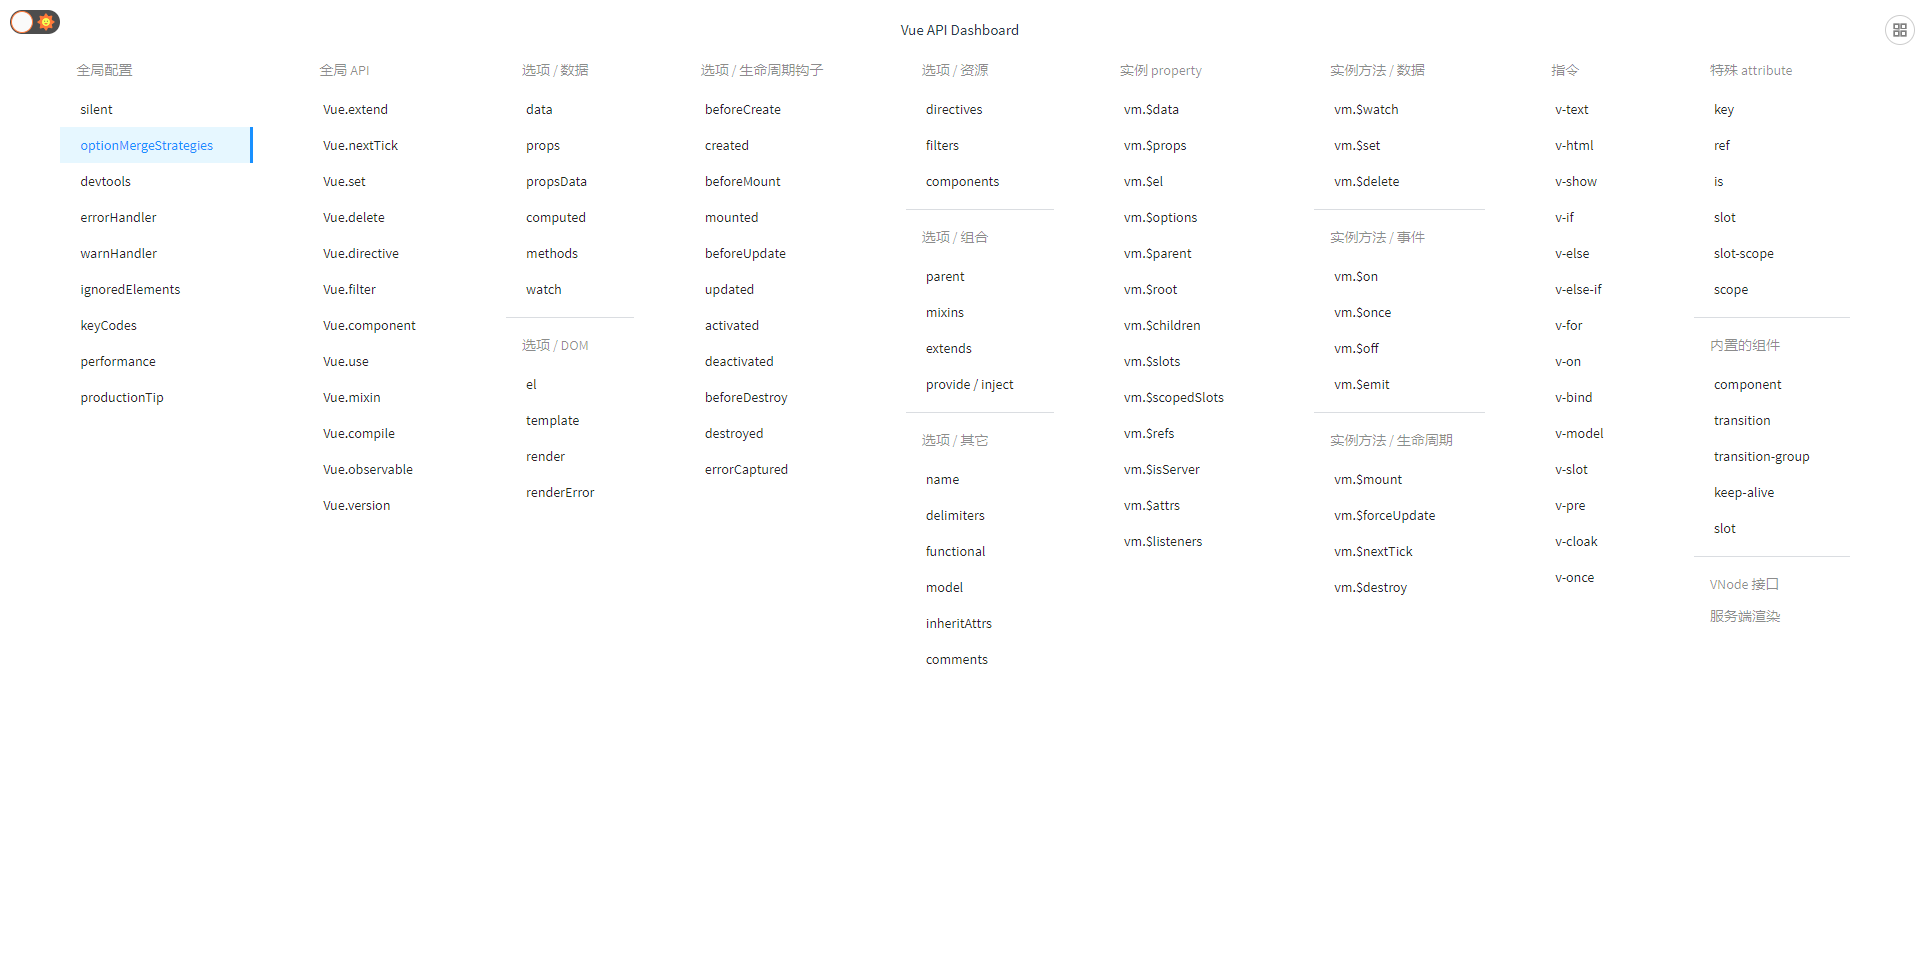 Vue API Dashboard
全局配置
silent
optionMergeStrategies
devtools
errorHandler
warnHandler
ignoredElements
keyCodes
performance
productionTip
全局 API
Vue.extend
Vue.nextTick
Vue.set
Vue.delete
Vue.directive
Vue.filter
Vue.component
Vue.use
Vue.mixin
Vue.compile
Vue.observable
Vue.version
选项 / 数据
data
props
propsData
computed
methods
watch
选项 / DOM
el
template
render
renderError
选项 / 生命周期钩子
beforeCreate
created
beforeMount
mounted
beforeUpdate
updated
activated
deactivated
beforeDestroy
destroyed
errorCaptured
选项 / 资源
directives
filters
components
选项 / 组合
parent
mixins
extends
provide / inject
选项 / 其它
name
delimiters
functional
model
inheritAttrs
comments
实例 property
vm.$data
vm.$props
vm.$el
vm.$options
vm.$parent
vm.$root
vm.$children
vm.$slots
vm.$scopedSlots
vm.$refs
vm.$isServer
vm.$attrs
vm.$listeners
实例方法 / 数据
vm.$watch
vm.$set
vm.$delete
实例方法 / 事件
vm.$on
vm.$once
vm.$off
vm.$emit
实例方法 / 生命周期
vm.$mount
vm.$forceUpdate
vm.$nextTick
vm.$destroy
指令
v-text
v-html
v-show
v-if
v-else
v-else-if
v-for
v-on
v-bind
v-model
v-slot
v-pre
v-cloak
v-once
特殊 attribute
key
ref
is
slot
slot-scope
scope
内置的组件
component
transition
transition-group
keep-alive
slot
VNode 接口
服务端渲染